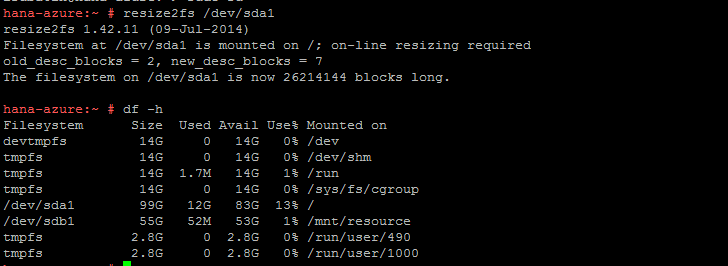 hana-azure:~ # resize2fs /dev/sda1
resize2fs 1.42.11 (09-Jul-2014)
Filesystem at /dev/sda1 is mounted on /; on-line resizing required
old_desc_blocks = 2, new_desc_blocks = 7
The filesystem on /dev/sda1 is now 26214144 blocks long.
hana-azure:~ # df -h
Filesystem      Size  Used Avail Use% Mounted on
devtmpfs         14G     0   14G   0% /dev
tmpfs            14G     0   14G   0% /dev/shm
tmpfs            14G  1.7M   14G   1% /run
tmpfs            14G     0   14G   0% /sys/fs/cgroup
/dev/sda1        99G   12G   83G  13% /
/dev/sdb1        55G   52M   53G   1% /mnt/resource
tmpfs           2.8G     0  2.8G   0% /run/user/490
tmpfs           2.8G     0  2.8G   0% /run/user/1000